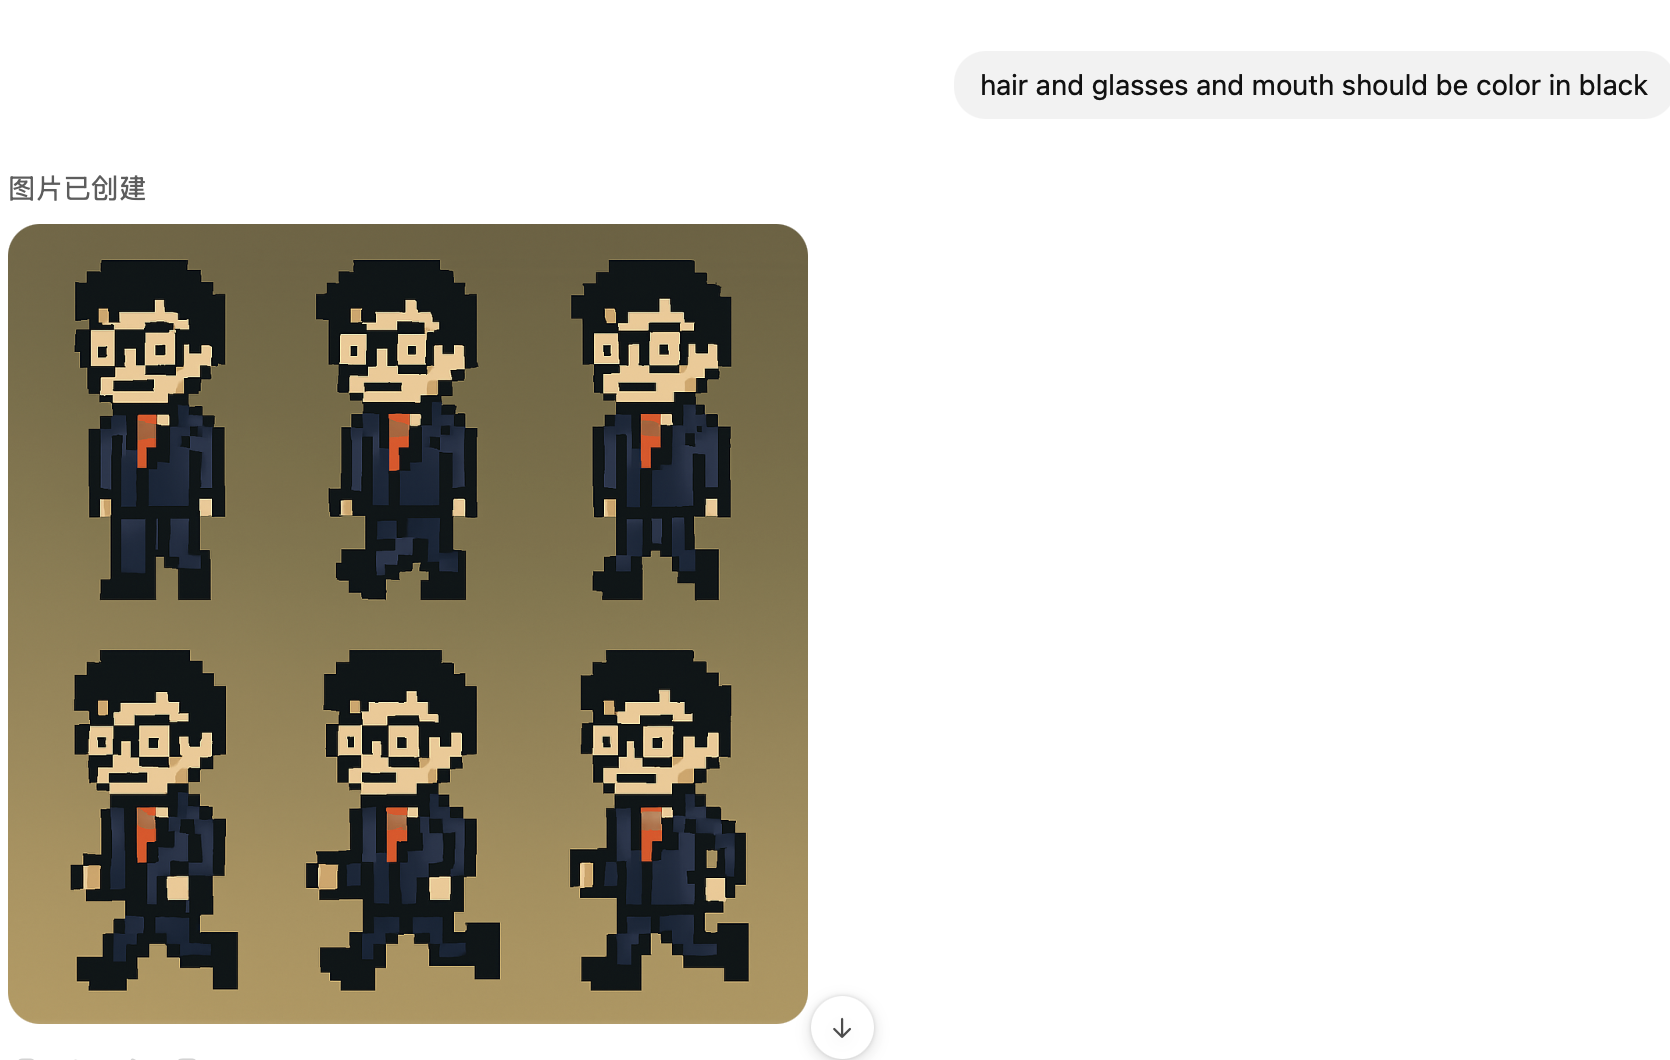 hair and glasses and mouth should be color in black
图片已创建